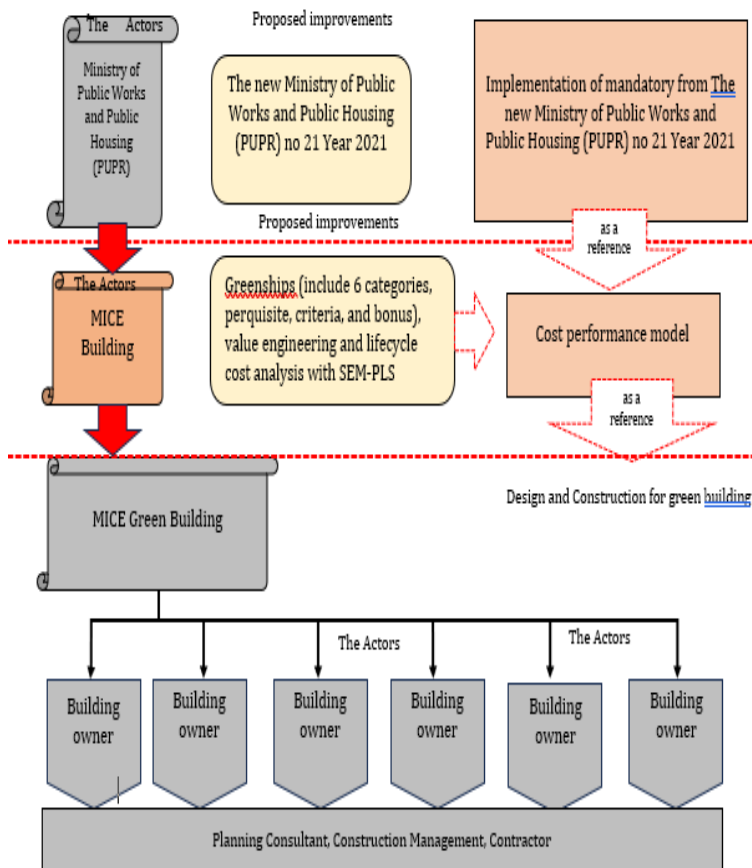 The Actors
Ministry of
Public Works
and Public
Housing
(PUPR)
Proposed improvements
The new Ministry of Public
Works and Public Housing
(PUPR) no 21 Year 2021
Implementation of mandatory from The
new Ministry of Public Works and
Public Housing (PUPR) no 21 Year 2021
Proposed improvements
as a
reference
The Actors
MICE
Building
Greenships (include 6 categories,
perquisite, criteria, and bonus),
value engineering and lifecycle
cost analysis with SEM-PLS
Cost performance model
as a
reference
MICE Green Building
Design and Construction for green building
The Actors
The Actors
Building
owner
Building
owner
Building
owner
Building
owner
Building
owner
Building
owner
Planning Consultant, Construction Management, Contractor